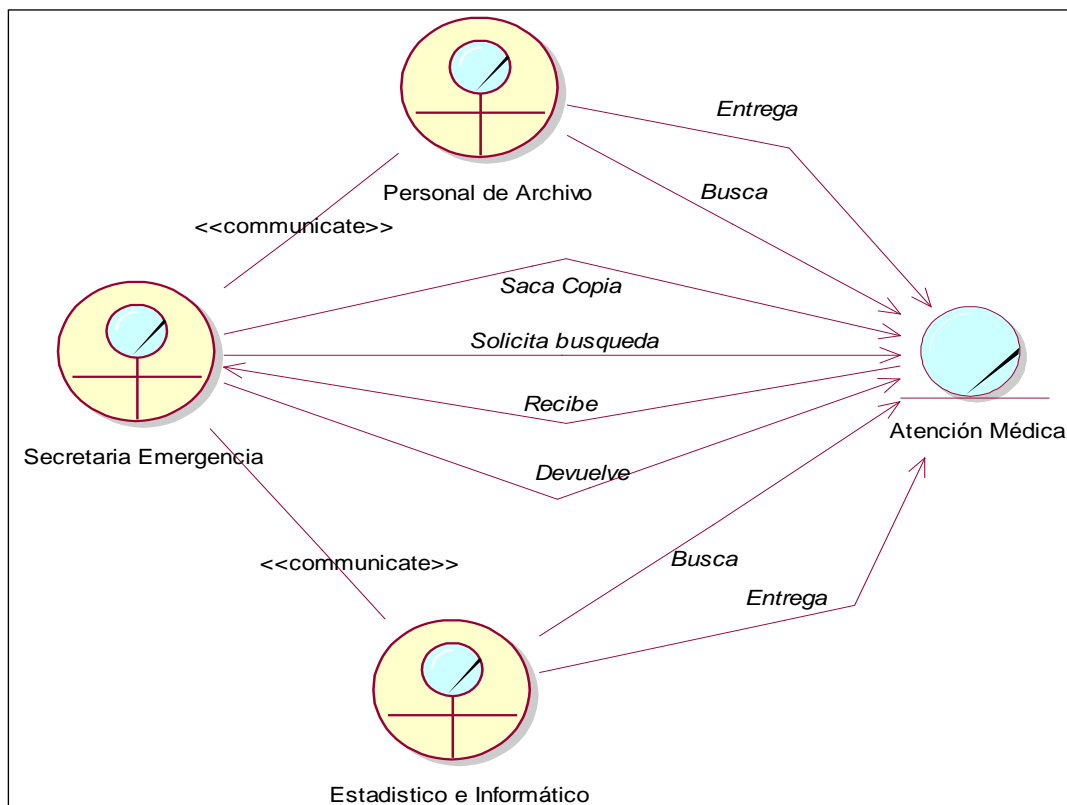 Entrega
Personal de Archivo
Busca
<<communicate>>
Saca Copia
Solicita busqueda
Recibe
Atención Médica
Secretaria Emergencia
Devuelve
<<communicate>>
Busca
Entrega
Estadistico e Informático